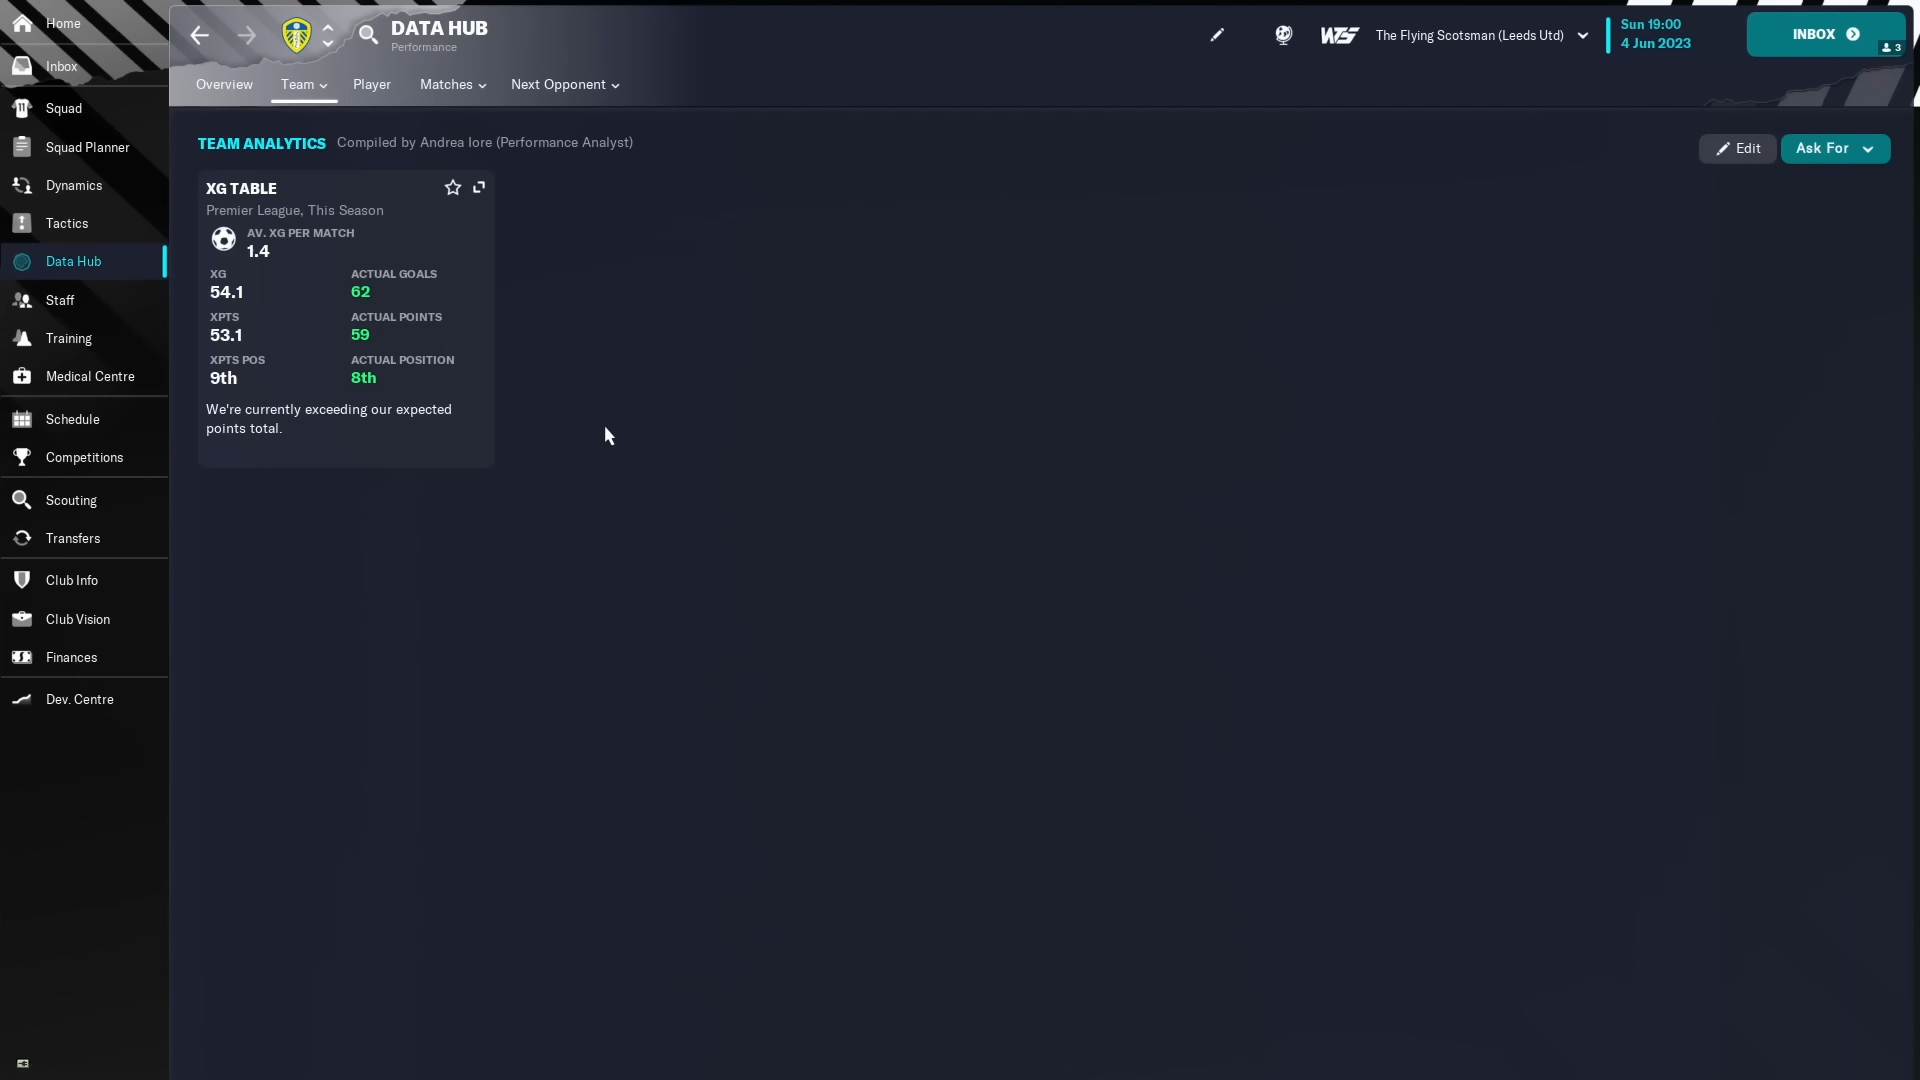 Home
Inbox
Squad
Squad Planner
Dynamics
Tactics
Data Hub
Staff
Training
Medical Centre
Schedule
Competitions
Scouting
Transfers
Club Info
Club Vision
Finances
Dev. Centre
DATA HUB
Performance
The Flying Scotsman (Leeds Utd)
Sun 19:00
4 Jun 2023
INBOX
3
Overview Team Player Matches Next Opponent
TEAM ANALYTICS Compiled by Andrea Iore (Performance Analyst)
Edit
Ask For
XG TABLE
Premier League, This Season
AV. XG PER MATCH
1.4
XG ACTUAL GOALS
54.1 62
XPTS ACTUAL POINTS
53.1 59
XPTS POS ACTUAL POSITION
9th 8th
We're currently exceeding our expected
points total.